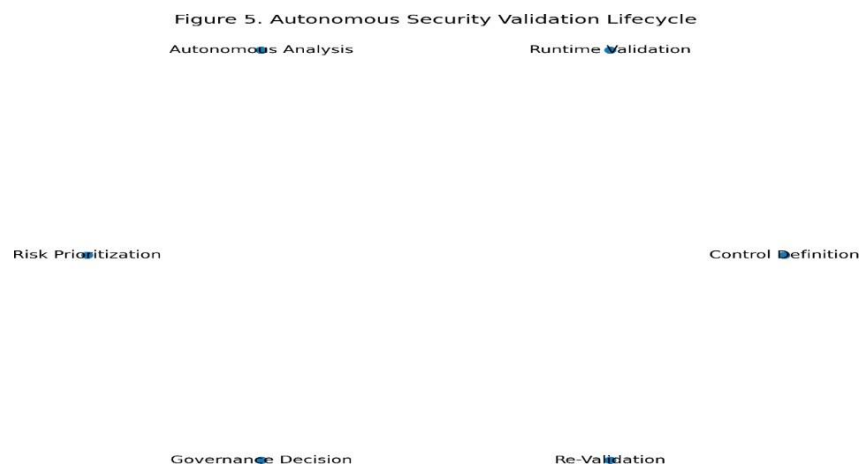 Figure 5. Autonomous Security Validation Lifecycle
Autonomous Analysis
Runtime Validation
Risk Prioritization
Control Definition
Governance Decision
Re-Validation